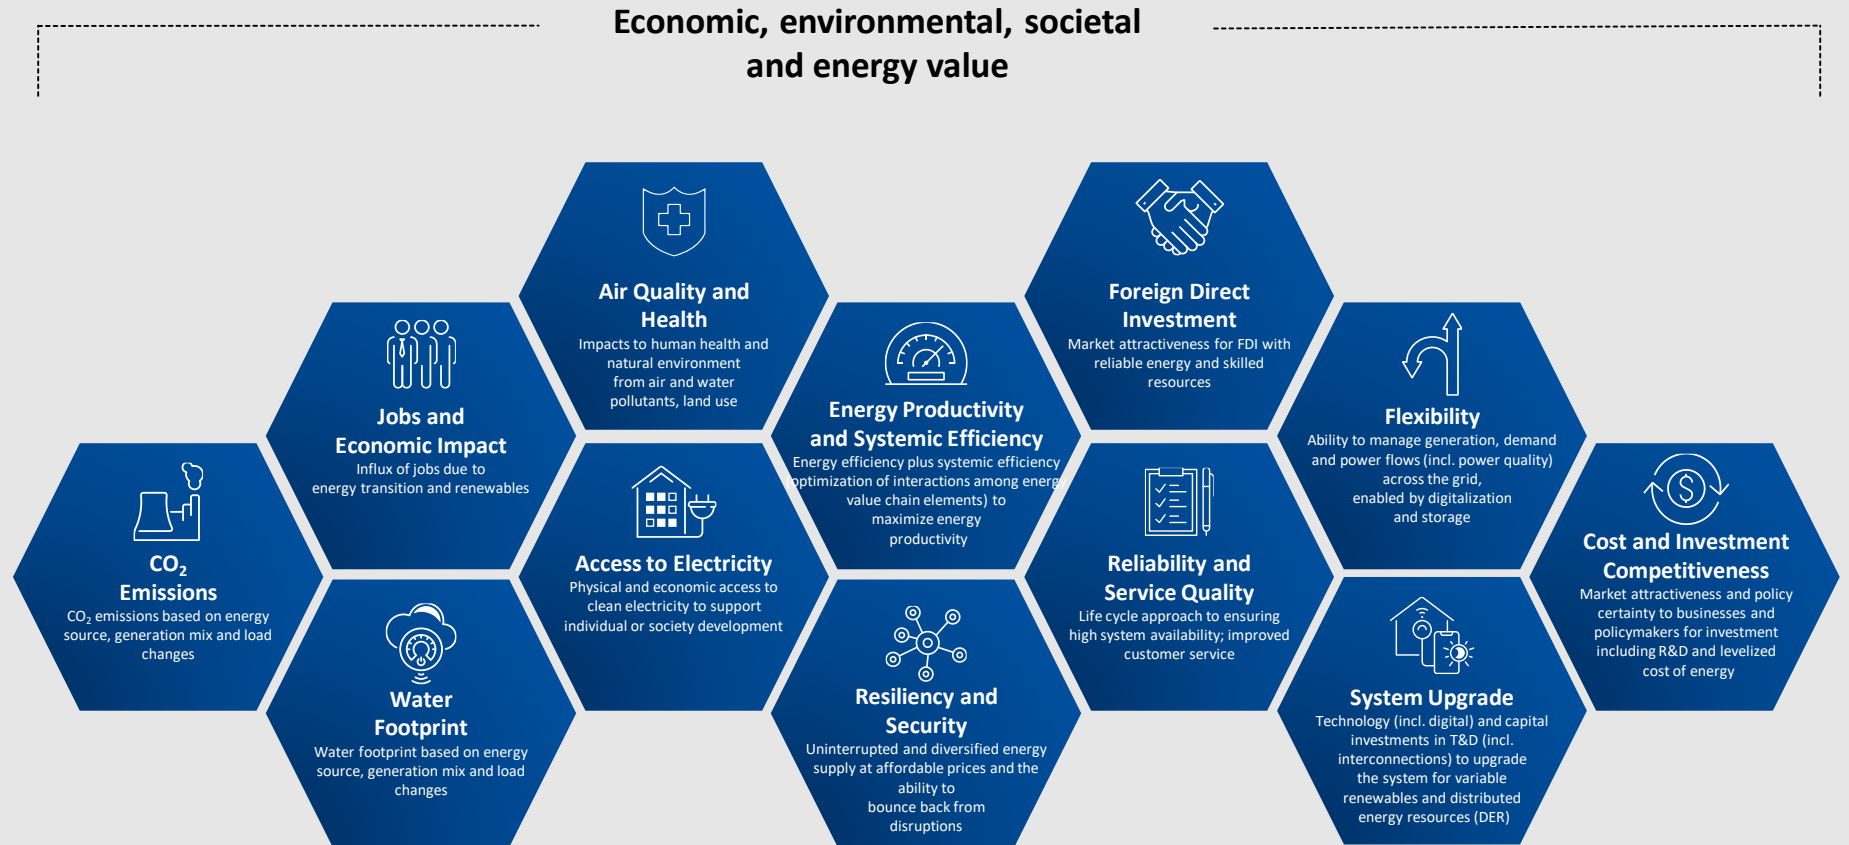 Economic, environmental, societal
and energy value
Air Quality and
Health
Impacts to human health and
natural environment
from air and water
pollutants, land use
Foreign Direct
Investment
Market attractiveness for FDI with
reliable energy and skilled
resources
Jobs and
Economic Impact
Influx of jobs due to
energy transition and renewables
Energy Productivity
and Systemic Efficiency
Energy efficiency plus systemic efficiency
(optimization of interactions among energy
value chain elements) to
maximize energy
productivity
Flexibility
Ability to manage generation, demand
and power flows (incl. power quality)
across the grid,
enabled by digitalization
and storage
CO₂
Emissions
CO₂ emissions based on energy
source, generation mix and load
changes
Access to Electricity
Physical and economic access to
clean electricity to support
individual or society development
Reliability and
Service Quality
Life cycle approach to ensuring
high system availability; improved
customer service
Cost and Investment
Competitiveness
Market attractiveness and policy
certainty to businesses and
policymakers for investment
including R&D and levelized
cost of energy
Water
Footprint
Water footprint based on energy
source, generation mix and load
changes
Resiliency and
Security
Uninterrupted and diversified energy
supply at affordable prices and the
ability to
bounce back from
disruptions
System Upgrade
Technology (incl. digital) and capital
investments in T&D (incl.
interconnections) to upgrade
the system for variable
renewables and distributed
energy resources (DER)